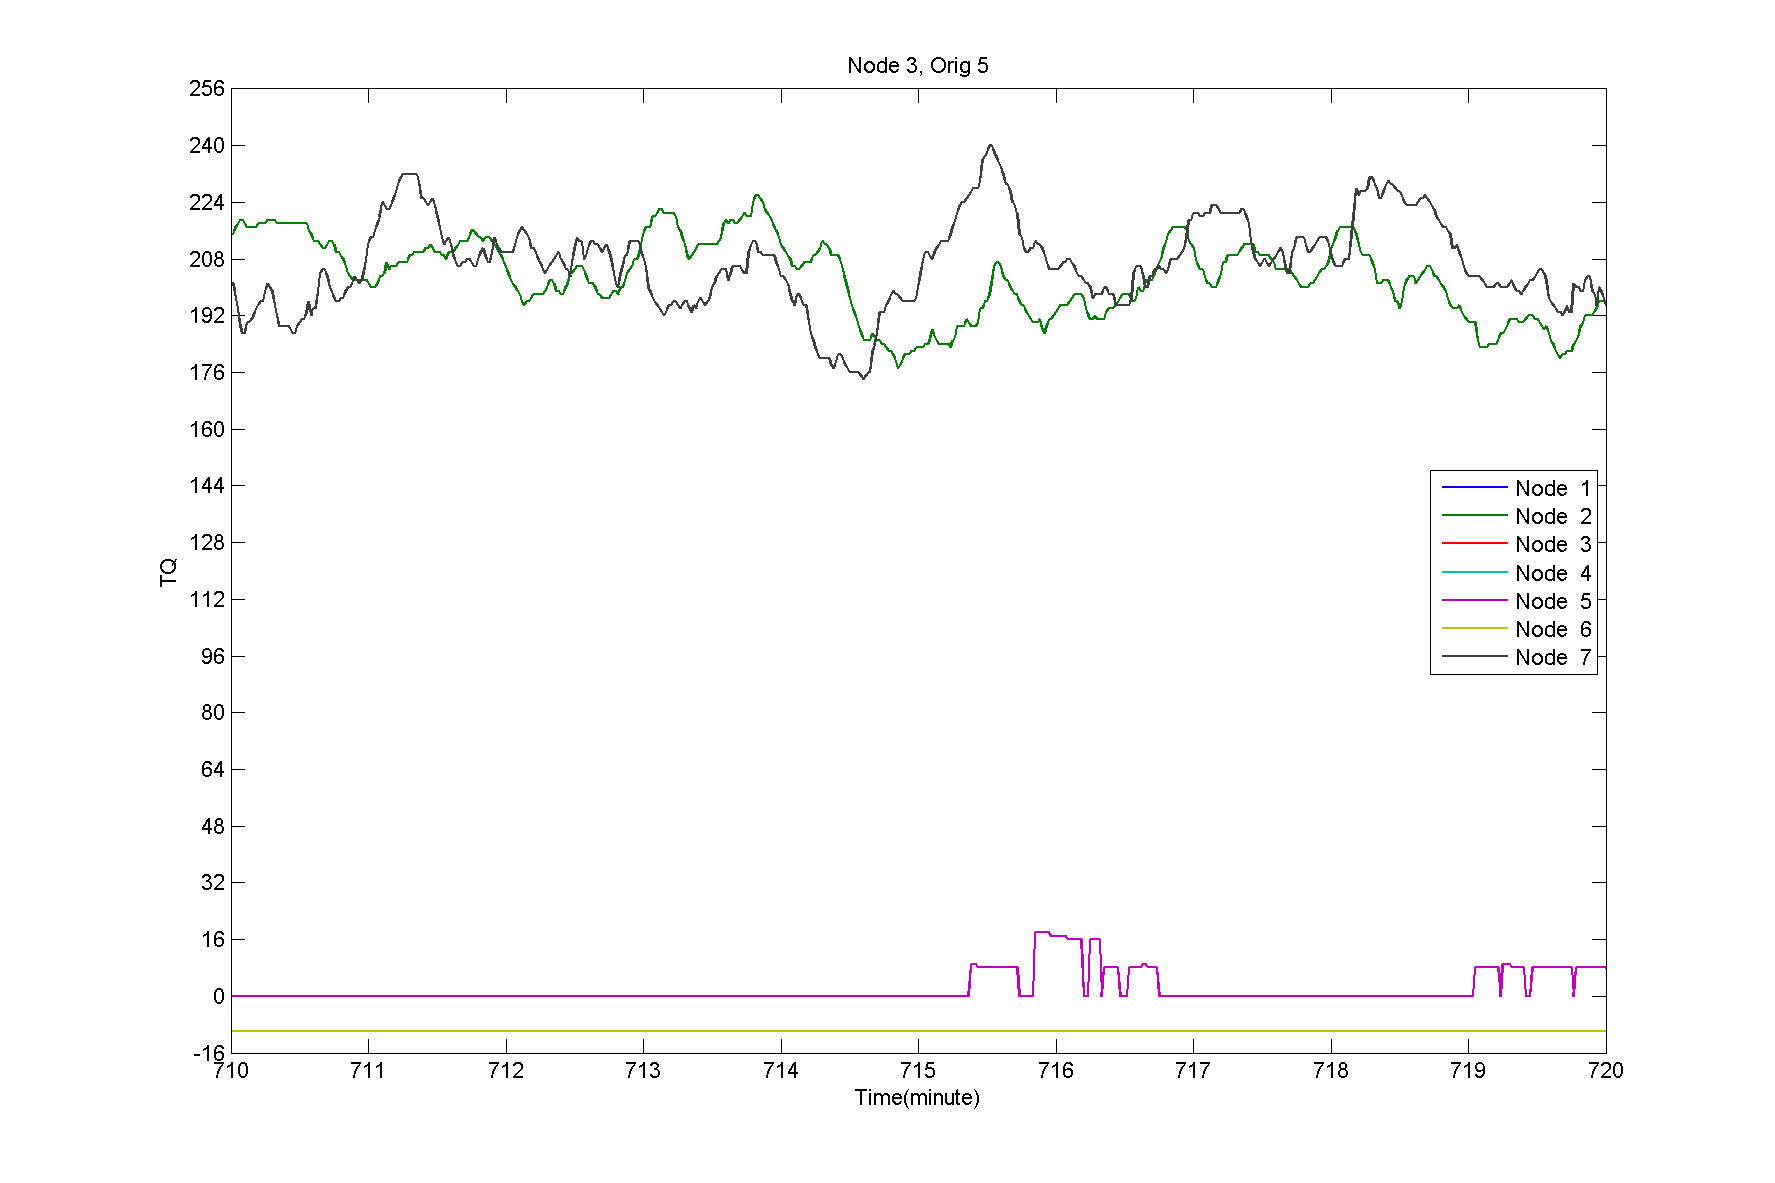 Node 3, Orig 5
256
240
224
208
192
176
160
144
128
112
96
80
64
48
32
16
0
-16
TQ
Node 1
Node 2
Node 3
Node 4
Node 5
Node 6
Node 7
710 711 712 713 714 715 716 717 718 719 720
Time(minute)